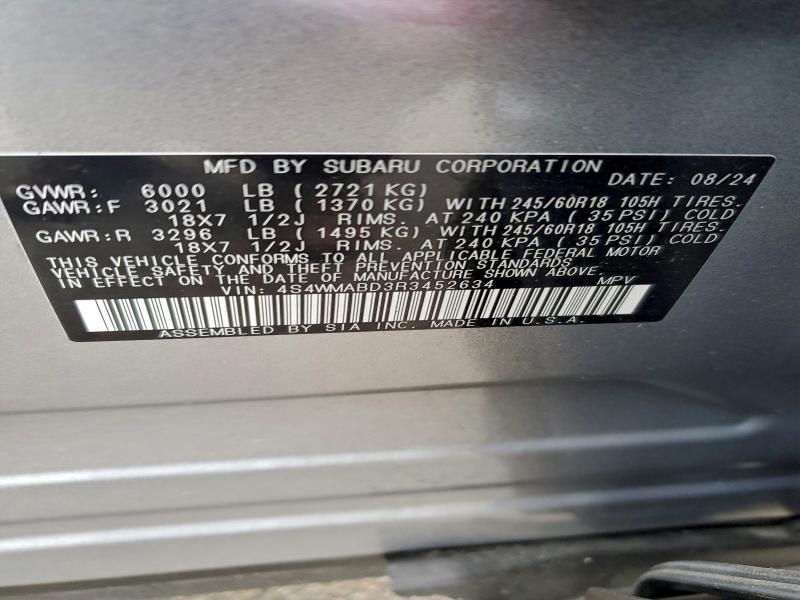 MFD BY SUBARU CORPORATION DATE: 08/24
GVWR: 6000 LB ( 2721 KG)
GAWR:F 3021 LB ( 1370 KG) WITH 245/60R18 105H TIRES.
18X7 1/2J RIMS. AT 240 KPA ( 35 PSI) COLD
GAWR:R 3296 LB ( 1495 KG) WITH 245/60R18 105H TIRES.
18X7 1/2J RIMS. AT 240 KPA ( 35 PSI) COLD
THIS VEHICLE CONFORMS TO ALL APPLICABLE FEDERAL MOTOR
VEHICLE SAFETY AND THEFT PREVENTION STANDARDS
IN EFFECT ON THE DATE OF MANUFACTURE SHOWN ABOVE.
VIN: 4S4WMABD3R3452634 MPV
ASSEMBLED BY SIA INC. MADE IN U.S.A.